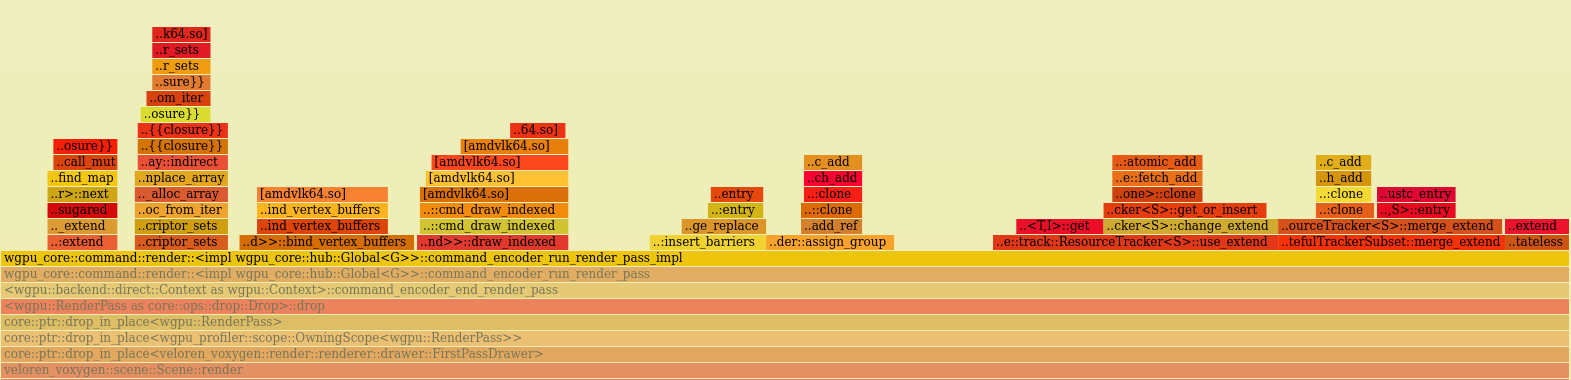 ..k64.so]
..r_sets
..r_sets
..sure}}
..om_iter
..osure}}
..{{closure}} ..64.so]
..osure}} ..{{closure}} [amdvlk64.so]
..call_mut ..ay::indirect [amdvlk64.so] ..c_add ..:atomic_add ..c_add
..find_map ..nplace_array [amdvlk64.so] ..ch_add ..e::fetch_add ..h_add
..r>::next .._alloc_array [amdvlk64.so] [amdvlk64.so] ..entry ..:clone ..one>::clone ..:clone ..ustc_entry
..sugared ..oc_from_iter ..ind_vertex_buffers ..::cmd_draw_indexed ..:entry ..::clone ..cker<S>::get_or_insert ..:clone ..,S>::entry
.._extend ..criptor_sets ..ind_vertex_buffers ..::cmd_draw_indexed ..ge_replace ..add_ref ..<T,I>::get ..cker<S>::change_extend ..ourceTracker<S>::merge_extend ..extend
..:extend ..criptor_sets ..d>>::bind_vertex_buffers ..nd>>::draw_indexed ..:insert_barriers ..der::assign_group ..e::track::ResourceTracker<S>::use_extend ..tefulTrackerSubset::merge_extend ..tateless
wgpu_core::command::render::<impl wgpu_core::hub::Global<G>>::command_encoder_run_render_pass_impl
wgpu_core::command::render::<impl wgpu_core::hub::Global<G>>::command_encoder_run_render_pass
<wgpu::backend::direct::Context as wgpu::Context>::command_encoder_end_render_pass
<wgpu::RenderPass as core::ops::drop::Drop>::drop
core::ptr::drop_in_place<wgpu::RenderPass>
core::ptr::drop_in_place<wgpu_profiler::scope::OwningScope<wgpu::RenderPass>>
core::ptr::drop_in_place<veloren_voxygen::render::renderer::drawer::FirstPassDrawer>
veloren_voxygen::scene::Scene::render